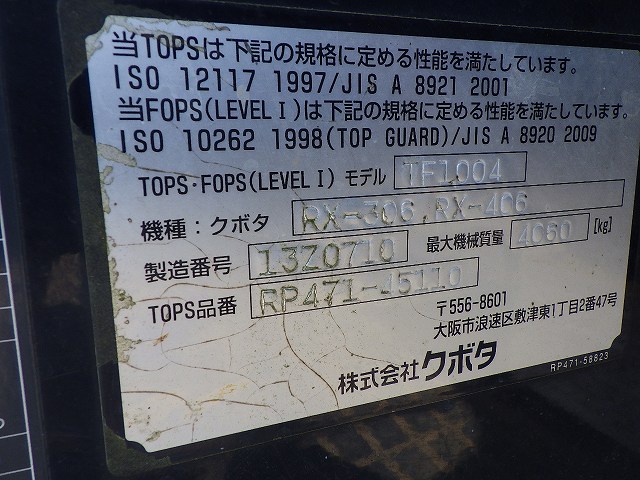 当TOPSは下記の規格に定める性能を満たしています。
ISO 12117 1997/JIS A 8921 2001
当FOPS(LEVEL I)は下記の規格に定める性能を満たしています。
ISO 10262 1998(TOP GUARD)/JIS A 8920 2009
TOPS·FOPS(LEVEL I) モデル TF1004
機種：クボタ RX-306,RX-406
製造番号 13Z0710 最大機械質量 4060 [kg]
TOPS品番 RP471-45110
〒556-8601
大阪市浪速区敷津東1丁目2番47号
株式会社クボタ
RP471-58823